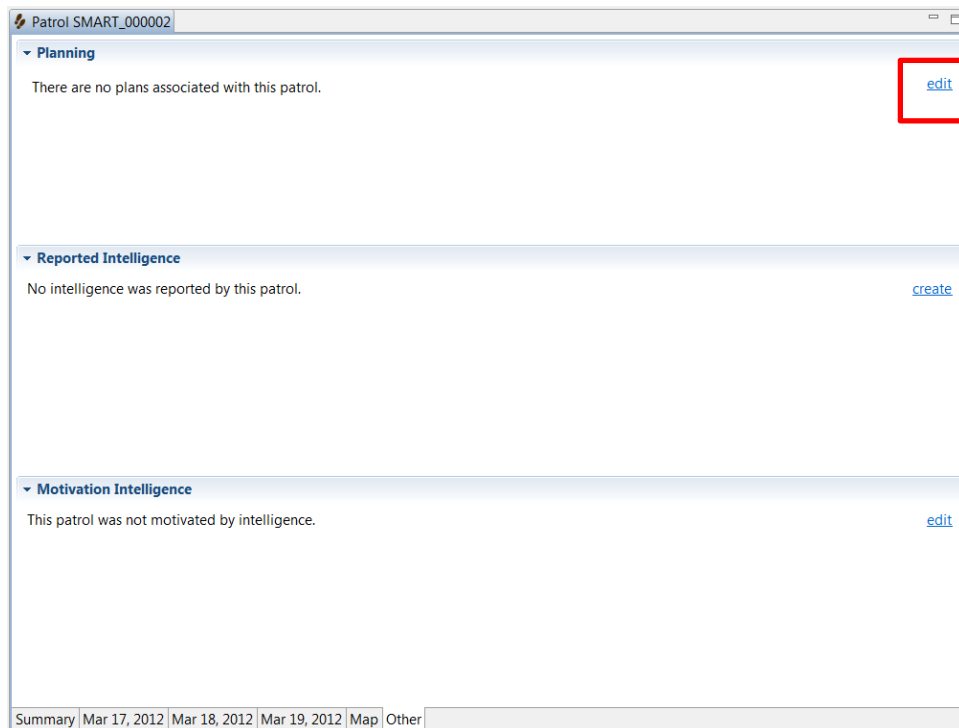 Patrol SMART_000002
Planning
There are no plans associated with this patrol. edit
Reported Intelligence
No intelligence was reported by this patrol. create
Motivation Intelligence
This patrol was not motivated by intelligence. edit
Summary Mar 17, 2012 Mar 18, 2012 Mar 19, 2012 Map Other